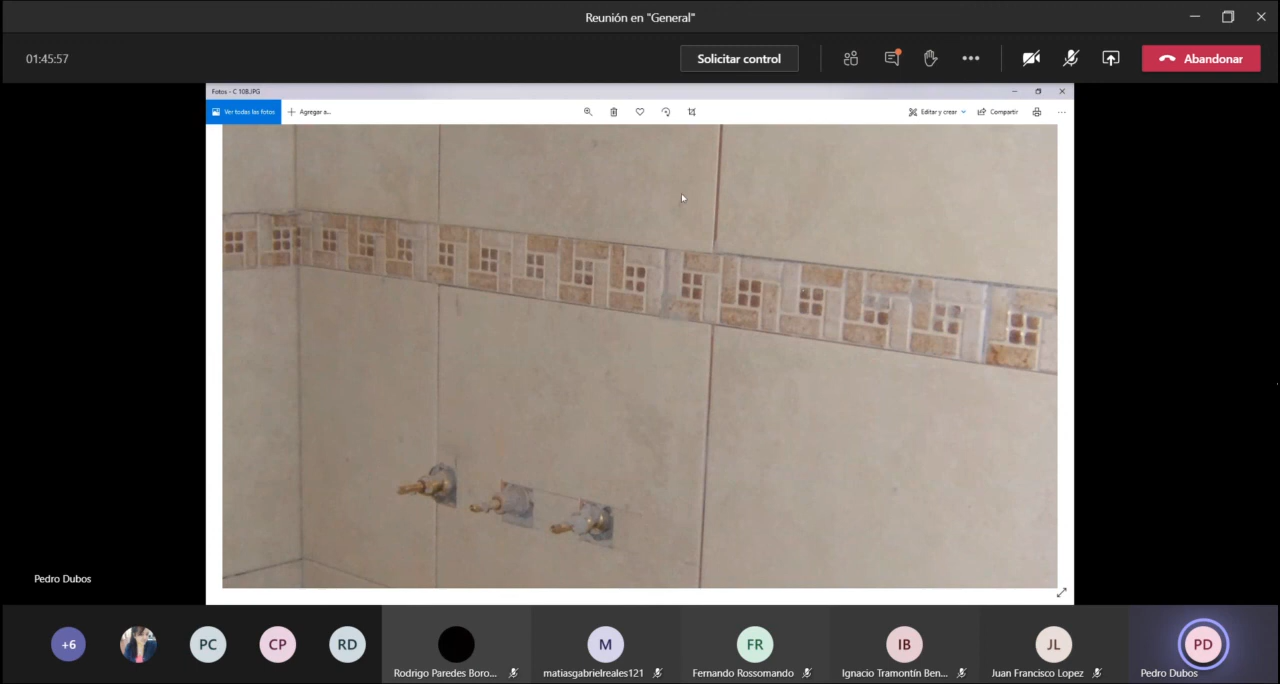 Reunión en "General"
01:45:57
Solicitar control
Abandonar
Fotos - C 10B.JPG
Ver todas las fotos
Agregar a...
Editar y crear
Compartir
Pedro Dubos
+6
PC
CP
RD
M
FR
IB
JL
PD
Rodrigo Paredes Boro...
matiasgabrielreales121
Fernando Rossomando
Ignacio Tramontín Ben...
Juan Francisco Lopez
Pedro Dubos